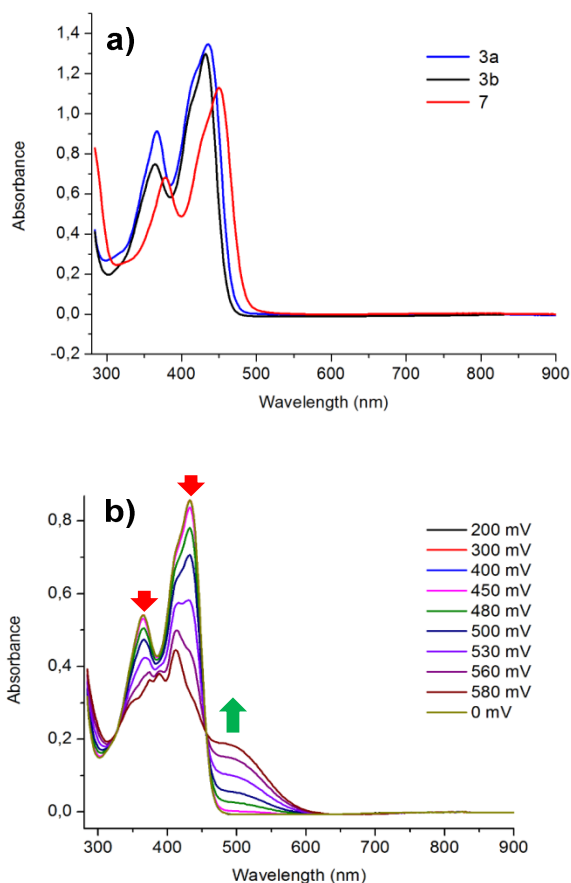 a)
3a
3b
7
1,4
1,2
1,0
0,8
0,6
0,4
0,2
0,0
-0,2
Absorbance
300 400 500 600 700 800 900
Wavelength (nm)
b)
200 mV
300 mV
400 mV
450 mV
480 mV
500 mV
530 mV
560 mV
580 mV
0 mV
0,8
0,6
0,4
0,2
0,0
Absorbance
300 400 500 600 700 800 900
Wavelength (nm)